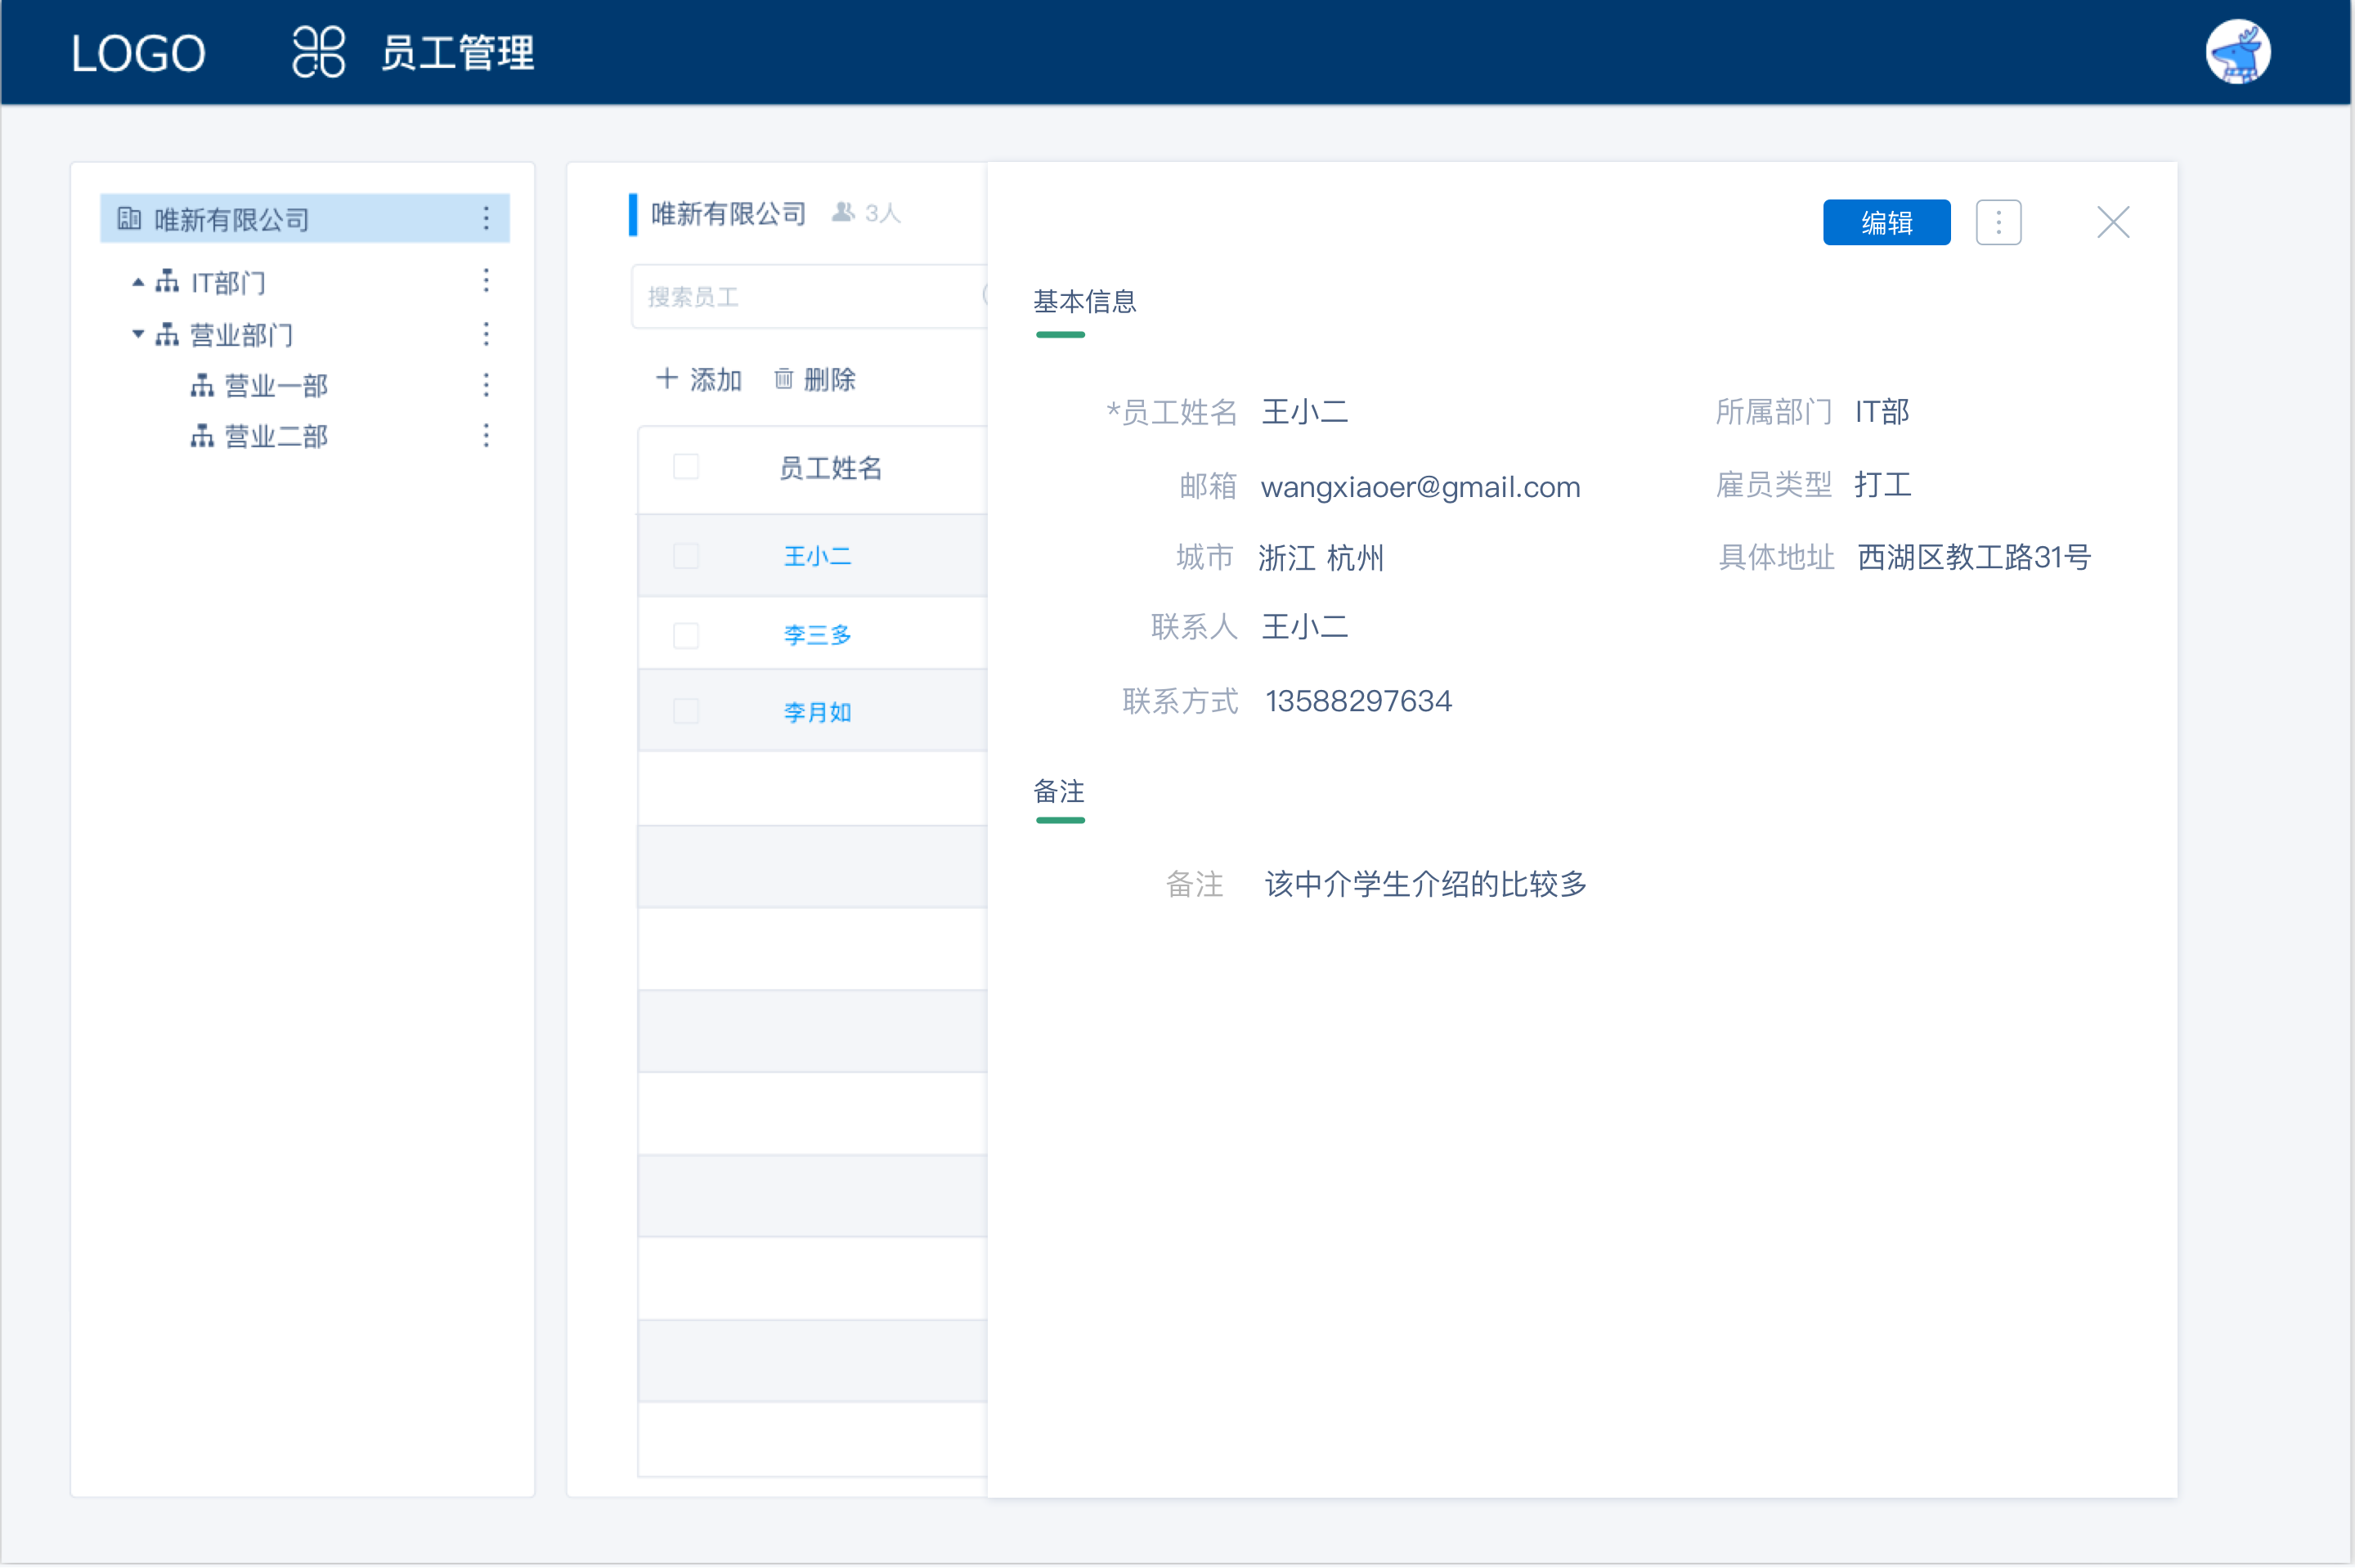 LOGO 员工管理
唯新有限公司
IT部门
营业部门
营业一部
营业二部
唯新有限公司 3人
搜索员工
添加 删除
员工姓名
王小二
李三多
李月如
编辑
基本信息
*员工姓名 王小二 所属部门 IT部
邮箱 wangxiaoer@gmail.com 雇员类型 打工
城市 浙江 杭州 具体地址 西湖区教工路31号
联系人 王小二
联系方式 13588297634
备注
备注 该中介学生介绍的比较多